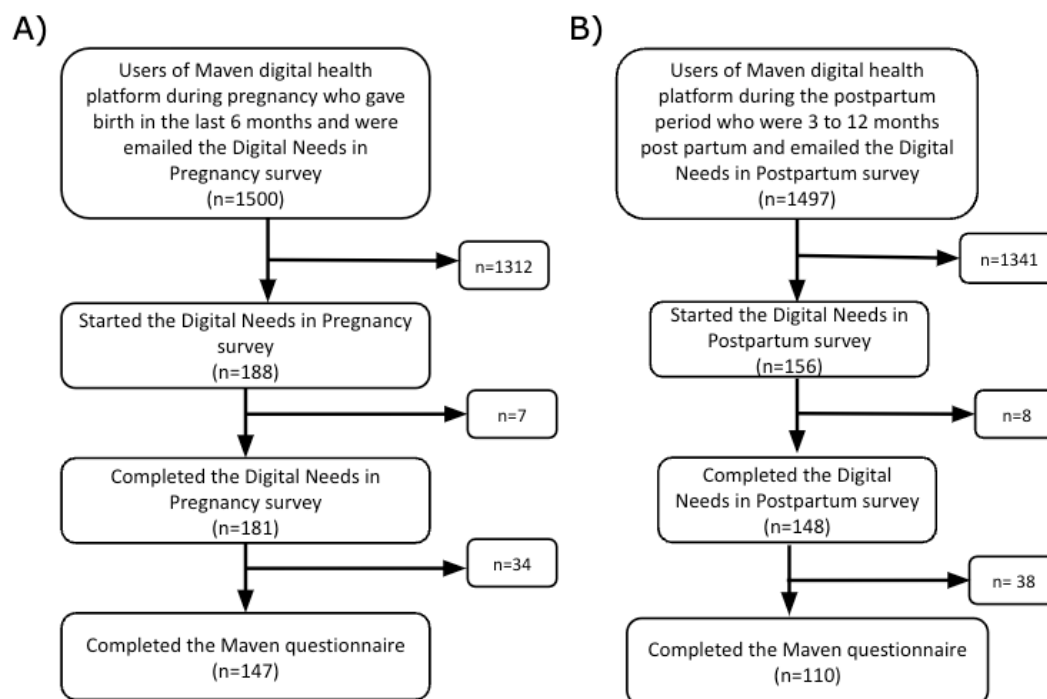 A)
Users of Maven digital health
platform during pregnancy who gave
birth in the last 6 months and were
emailed the Digital Needs in
Pregnancy survey
(n=1500)
n=1312
Started the Digital Needs in Pregnancy
survey
(n=188)
n=7
Completed the Digital Needs in
Pregnancy survey
(n=181)
n=34
Completed the Maven questionnaire
(n=147)
B)
Users of Maven digital health
platform during the postpartum
period who were 3 to 12 months
post partum and emailed the Digital
Needs in Postpartum survey
(n=1497)
n=1341
Started the Digital Needs in
Postpartum survey
(n=156)
n=8
Completed the Digital
Needs in Postpartum survey
(n=148)
n= 38
Completed the Maven questionnaire
(n=110)